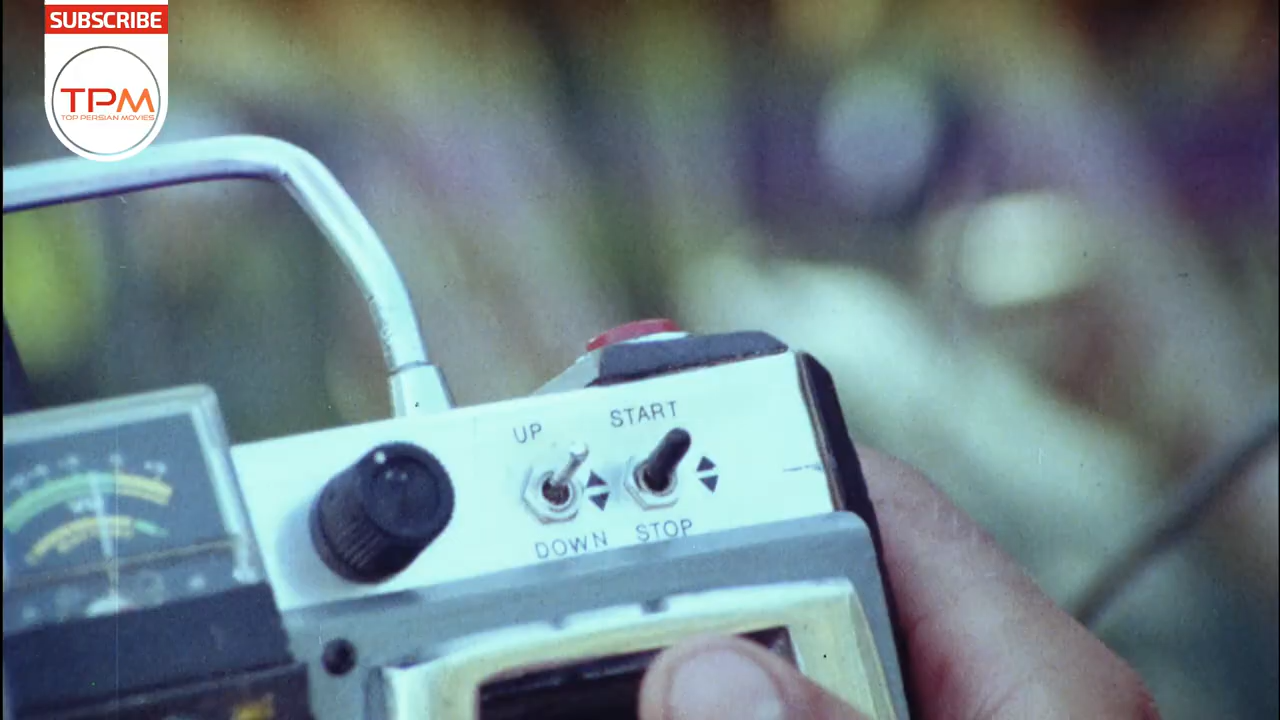 SUBSCRIBE
TPM
TOP PERSIAN MOVIES
UP
START
DOWN
STOP